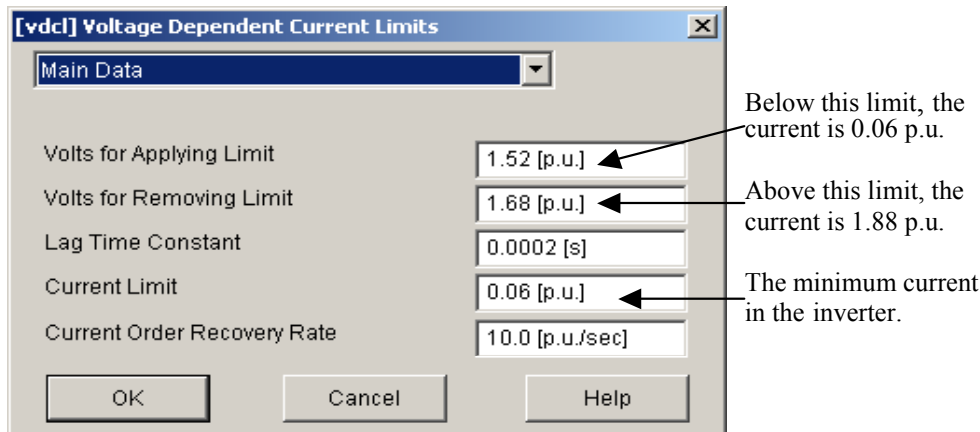 [vdcl] Voltage Dependent Current Limits
Main Data
Volts for Applying Limit
1.52 [p.u.]
Below this limit, the
current is 0.06 p.u.
Volts for Removing Limit
1.68 [p.u.]
Above this limit, the
current is 1.88 p.u.
Lag Time Constant
0.0002 [s]
Current Limit
0.06 [p.u.]
The minimum current
in the inverter.
Current Order Recovery Rate
10.0 [p.u./sec]
OK
Cancel
Help